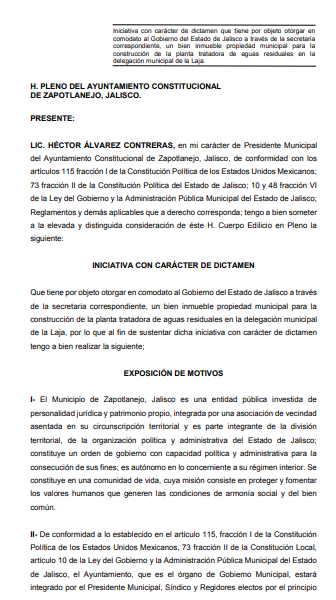 Iniciativa con carácter de dictamen que tiene por objeto otorgar en
comodato al Gobierno del Estado de Jalisco a través de la secretaria
correspondiente, un bien inmueble propiedad municipal para la
construcción de la planta tratadora de aguas residuales en la
delegación municipal de la Laja.
H. PLENO DEL AYUNTAMIENTO CONSTITUCIONAL
DE ZAPOTLANEJO, JALISCO.
PRESENTE:
LIC. HÉCTOR ÁLVAREZ CONTRERAS, en mi carácter de Presidente Municipal
del Ayuntamiento Constitucional de Zapotlanejo, Jalisco, de conformidad con los
artículos 115 fracción I de la Constitución Política de los Estados Unidos Mexicanos;
73 fracción II de la Constitución Política del Estado de Jalisco; 10 y 48 fracción VI
de la Ley del Gobierno y la Administración Pública Municipal del Estado de Jalisco;
Reglamentos y demás aplicables que a derecho corresponda; tengo a bien someter
a la elevada y distinguida consideración de éste H. Cuerpo Edilicio en Pleno la
siguiente:
INICIATIVA CON CARÁCTER DE DICTAMEN
Que tiene por objeto otorgar en comodato al Gobierno del Estado de Jalisco a través
de la secretaria correspondiente, un bien inmueble propiedad municipal para la
construcción de la planta tratadora de aguas residuales en la delegación municipal
de la Laja, por lo que al fin de sustentar dicha iniciativa con carácter de dictamen
tengo a bien realizar la siguiente;
EXPOSICIÓN DE MOTIVOS
I- El Municipio de Zapotlanejo, Jalisco es una entidad pública investida de
personalidad jurídica y patrimonio propio, integrada por una asociación de vecindad
asentada en su circunscripción territorial y es parte integrante de la división
territorial, de la organización política y administrativa del Estado de Jalisco;
constituye un orden de gobierno con capacidad política y administrativa para la
consecución de sus fines; es autónomo en lo concerniente a su régimen interior. Se
constituye en una comunidad de vida, cuya misión consiste en proteger y fomentar
los valores humanos que generen las condiciones de armonía social y del bien
común.
II- De conformidad a lo establecido en el artículo 115, fracción I de la Constitución
Política de los Estados Unidos Mexicanos, 73 fracción II de la Constitución Local,
artículo 10 de la Ley del Gobierno y la Administración Pública Municipal del Estado
de Jalisco, el Ayuntamiento, que es el órgano de Gobierno Municipal, estará
integrado por el Presidente Municipal, Síndico y Regidores electos por el principio